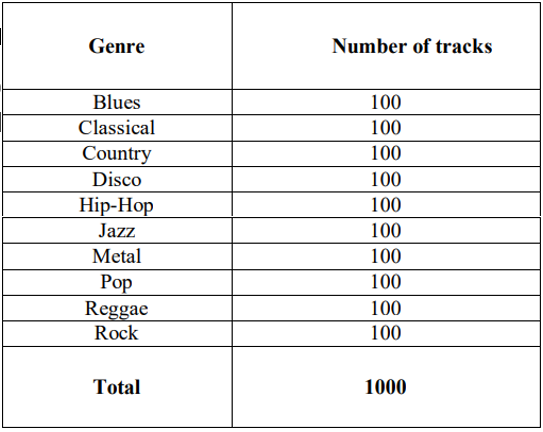 Genre Number of tracks
Blues 100
Classical 100
Country 100
Disco 100
Hip-Hop 100
Jazz 100
Metal 100
Pop 100
Reggae 100
Rock 100
Total 1000